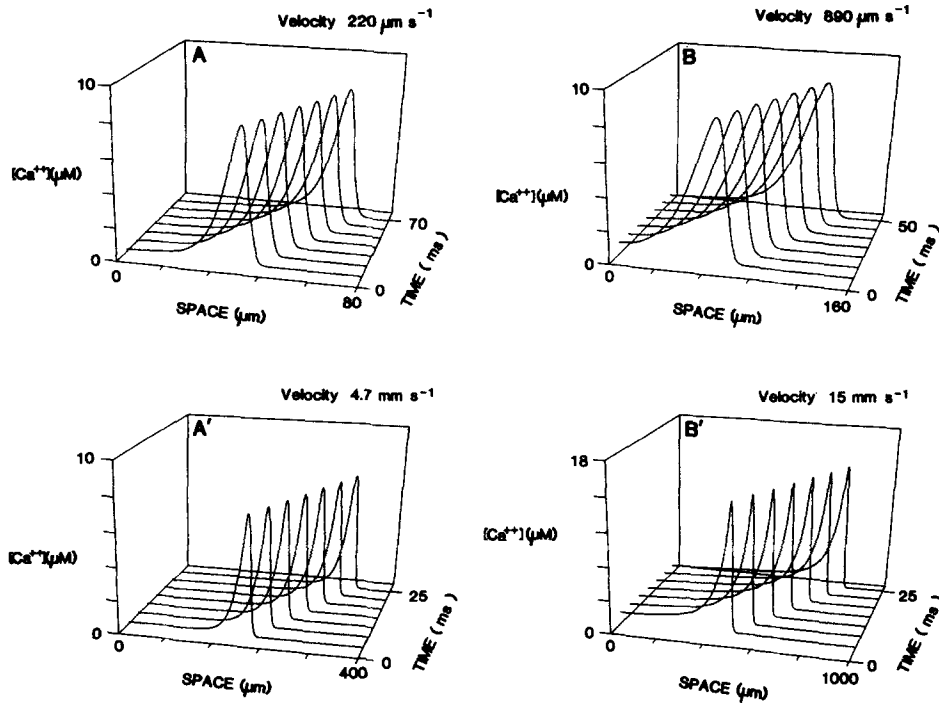 Velocity 220 μm s⁻¹
A
10
[Ca⁺⁺](μM)
0
0
SPACE (μm)
80
0
TIME (ms)
70
Velocity 890 μm s⁻¹
B
10
[Ca⁺⁺](μM)
0
0
SPACE (μm)
160
0
TIME (ms)
50
Velocity 4.7 mm s⁻¹
A'
10
[Ca⁺⁺](μM)
0
0
SPACE (μm)
400
0
TIME (ms)
25
Velocity 15 mm s⁻¹
B'
18
[Ca⁺⁺](μM)
0
0
SPACE (μm)
1000
0
TIME (ms)
25